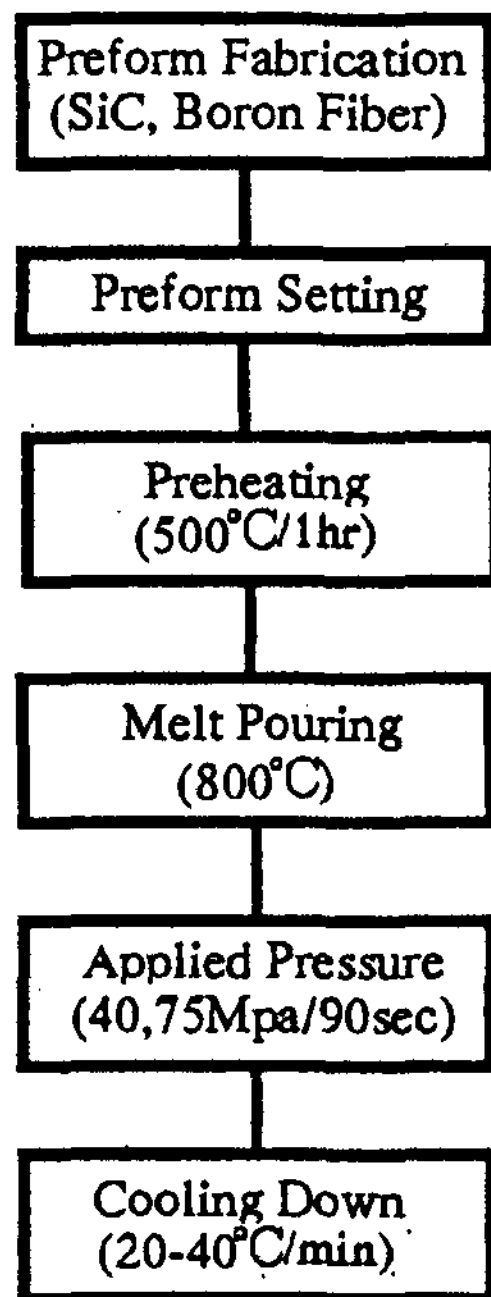 Preform Fabrication
(SiC, Boron Fiber)
Preform Setting
Preheating
(500°C/1hr)
Melt Pouring
(800°C)
Applied Pressure
(40,75Mpa/90sec)
Cooling Down
(20-40°C/min)